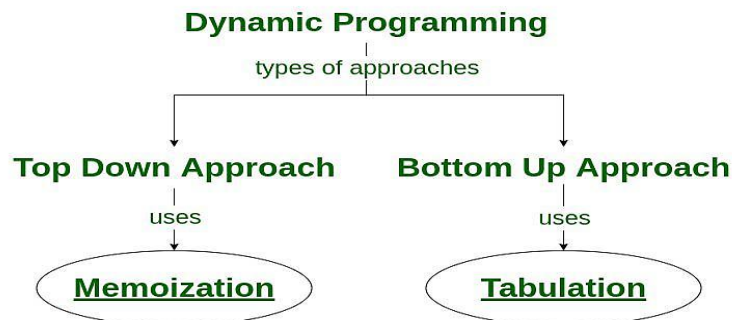 Dynamic Programming
types of approaches
Top Down Approach
Bottom Up Approach
uses
uses
Memoization
Tabulation